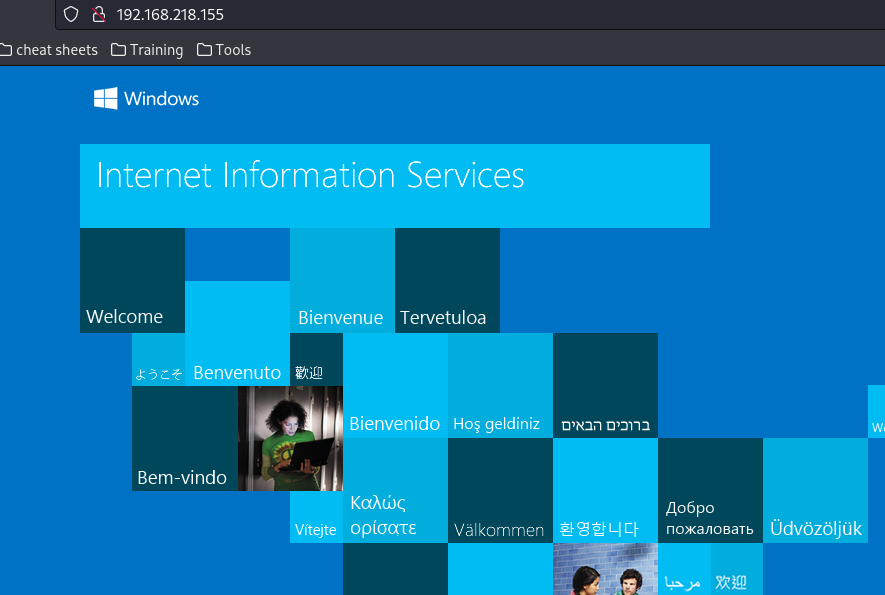 192.168.218.155
cheat sheets Training Tools
Windows
Internet Information Services
Welcome
Bienvenue
Tervetuloa
ようこそ
Benvenuto
歡迎
Bienvenido
Hoş geldiniz
ברוכים הבאים
Bem-vindo
Vítejte
Καλώς
ορίσατε
Välkommen
환영합니다
Добро
пожаловать
Üdvözöljük
مرحبا
欢迎